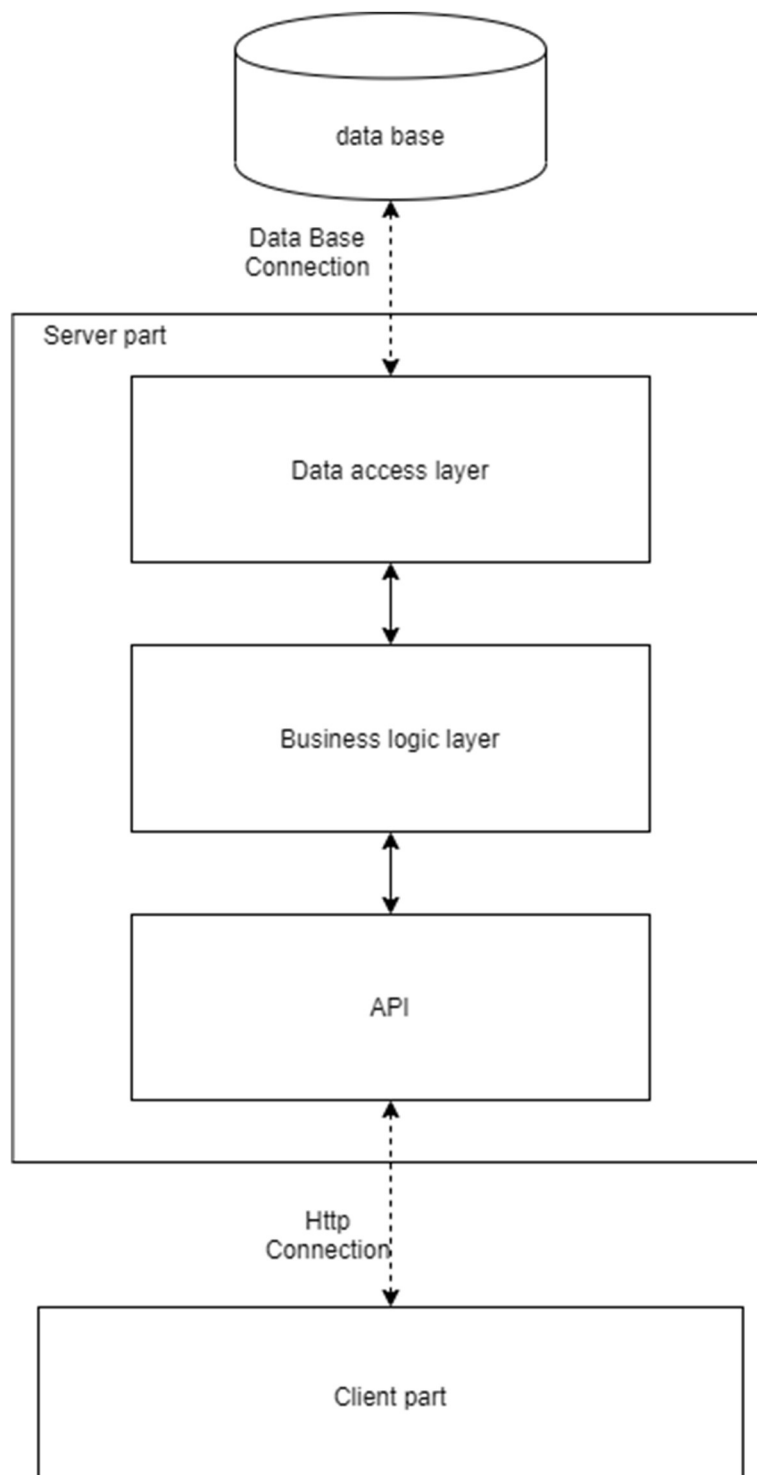 data base
Data Base
Connection
Server part
Data access layer
Business logic layer
API
Http
Connection
Client part